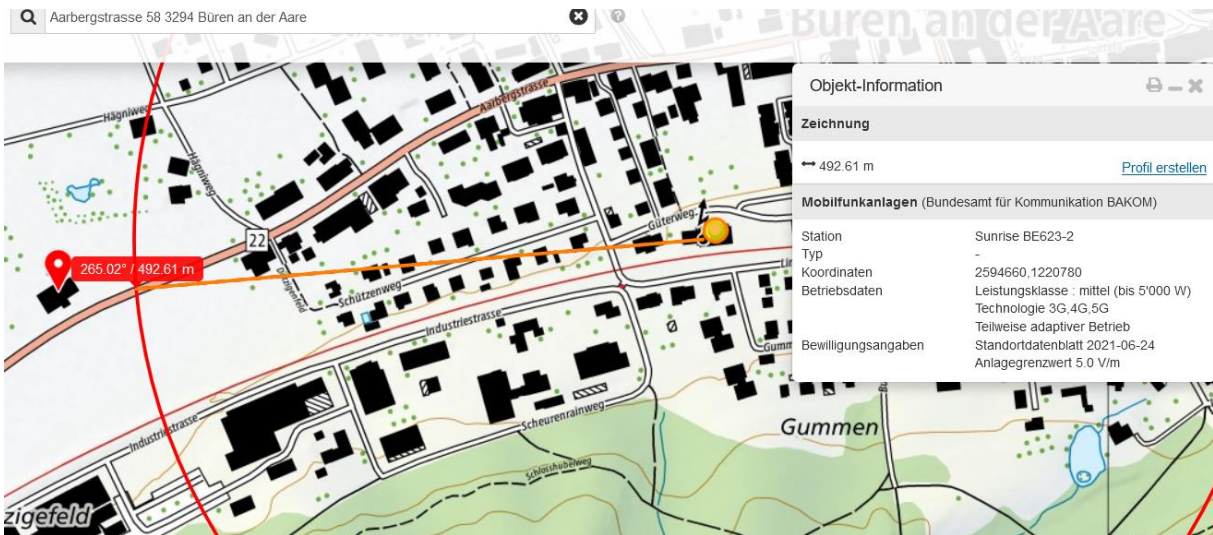 Aarbergstrasse 58 3294 Büren an der Aare
Büren an der Aare
Objekt-Information
Zeichnung
492.61 m
Profil erstellen
Mobilfunkanlagen (Bundesamt für Kommunikation BAKOM)
Station Sunrise BE623-2
Typ -
Koordinaten 2594660,1220780
Betriebsdaten Leistungsklasse : mittel (bis 5'000 W)
Technologie 3G,4G,5G
Teilweise adaptiver Betrieb
Bewilligungsangaben Standortdatenblatt 2021-06-24
Anlagegrenzwert 5.0 V/m
Hägniweg
Aarbergstrasse
Hägniweg
22
Güterweg
265.02° / 492.61 m
Schützenweg
Industriestrasse
Gumm
Scheurenrainweg
Gummen
Industriestrasse
Schlosshubelweg
zigefeld